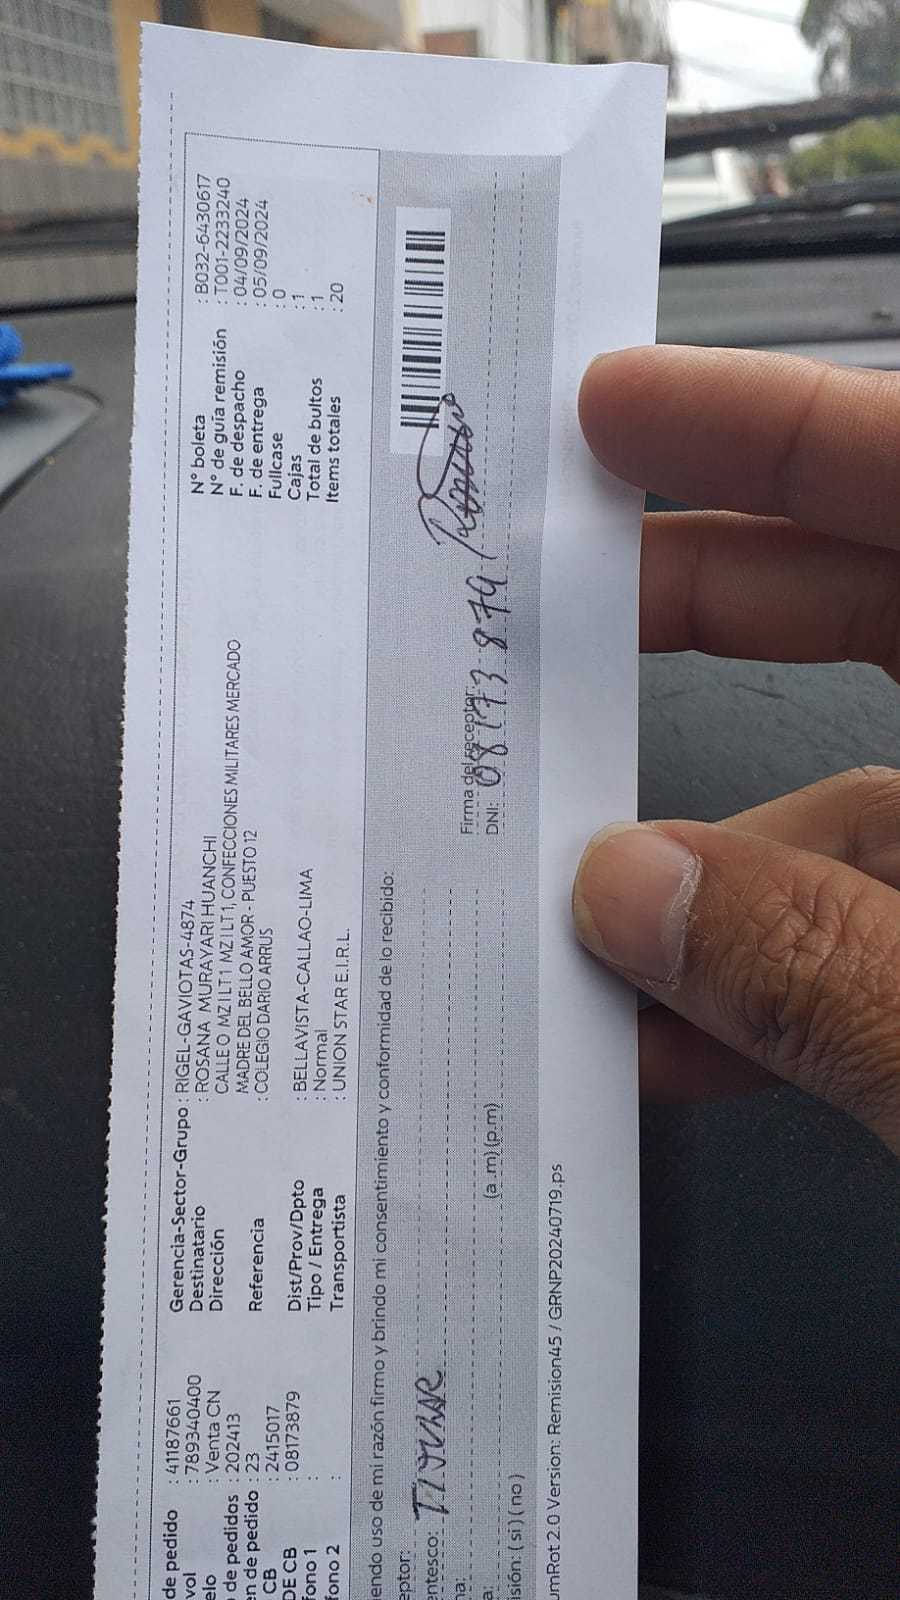 de pedido : 41187661
vol : 789340400
elo : Venta CN
de pedidos : 202413
en de pedido : 23
CB : 2415017
DE CB : 08173879
fono 1 :
fono 2 :
Gerencia-Sector-Grupo : RIGEL-GAVIOTAS-4874
Destinatario : ROSANA MURAYARI HUANCHI
Dirección CALLE O MZ I LT 1 MZ I LT 1, CONFECCIONES MILITARES MERCADO
MADRE DEL BELLO AMOR - PUESTO 12
Referencia : COLEGIO DARIO ARRUS
Dist/Prov/Dpto : BELLAVISTA-CALLAO-LIMA
Tipo / Entrega : Normal
Transportista : UNION STAR E.I.R.L.
N° boleta : B032-6430617
N° de guía remisión : T001-2233240
F. de despacho : 04/09/2024
F. de entrega : 05/09/2024
Fullcase : 0
Cajas : 1
Total de bultos : 1
Items totales : 20
iendo uso de mi razón firmo y brindo mi consentimiento y conformidad de lo recibido:
eptor:
entesco: Titular
na:
a: (a.m) (p.m)
isión: ( si ) ( no )
Firma del receptor:
DNI: 08173879
umRot 2.0 Version: Remision45 / GRNP20240719.ps